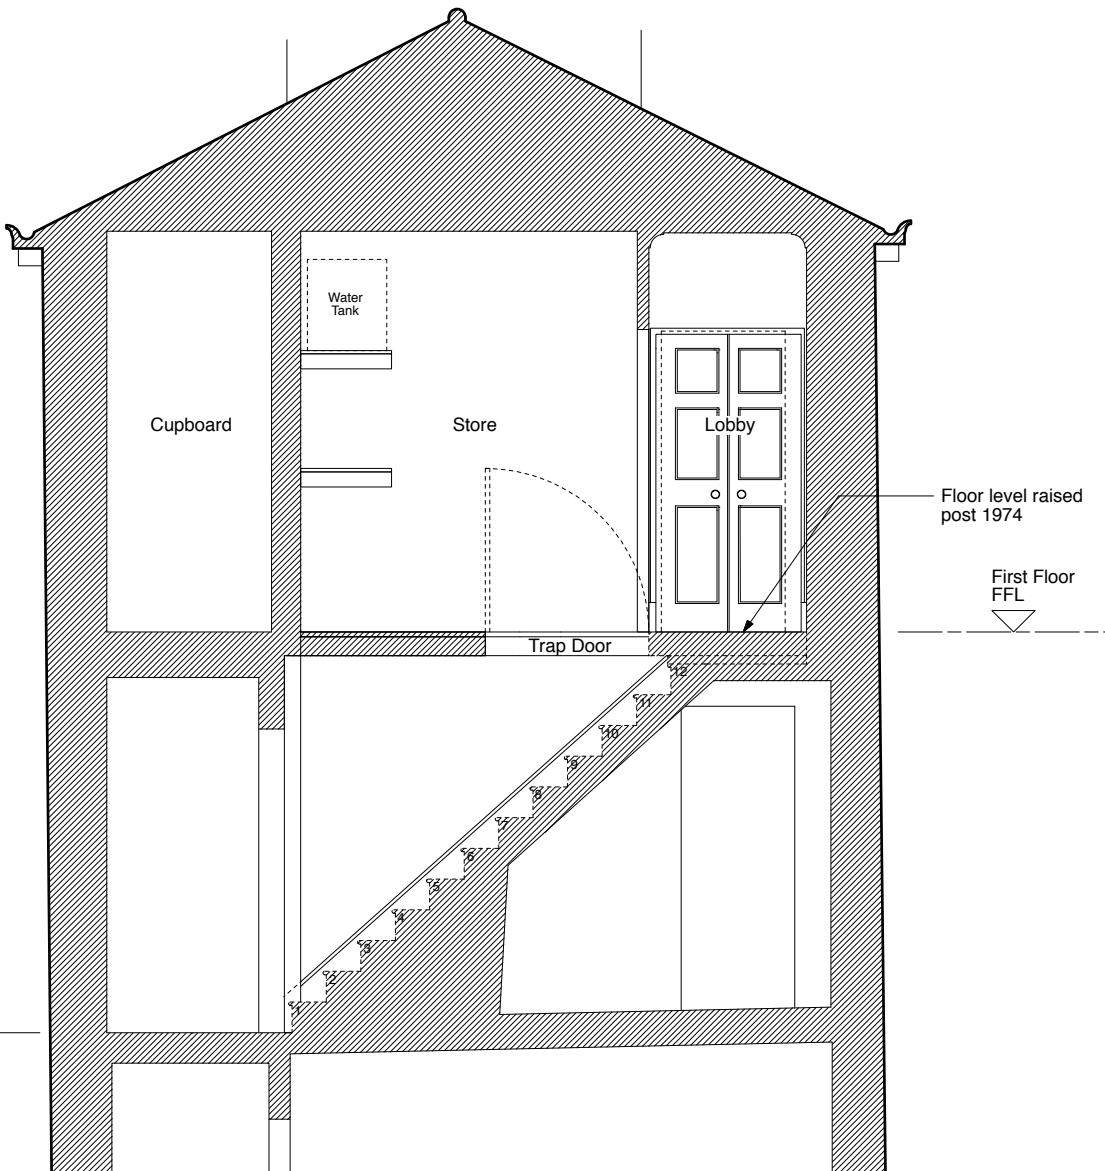 Water
Tank
Cupboard
Store
Lobby
Floor level raised
post 1974
First Floor
FFL
Trap Door
12
11
10
9
8
7
6
5
4
3
2
1